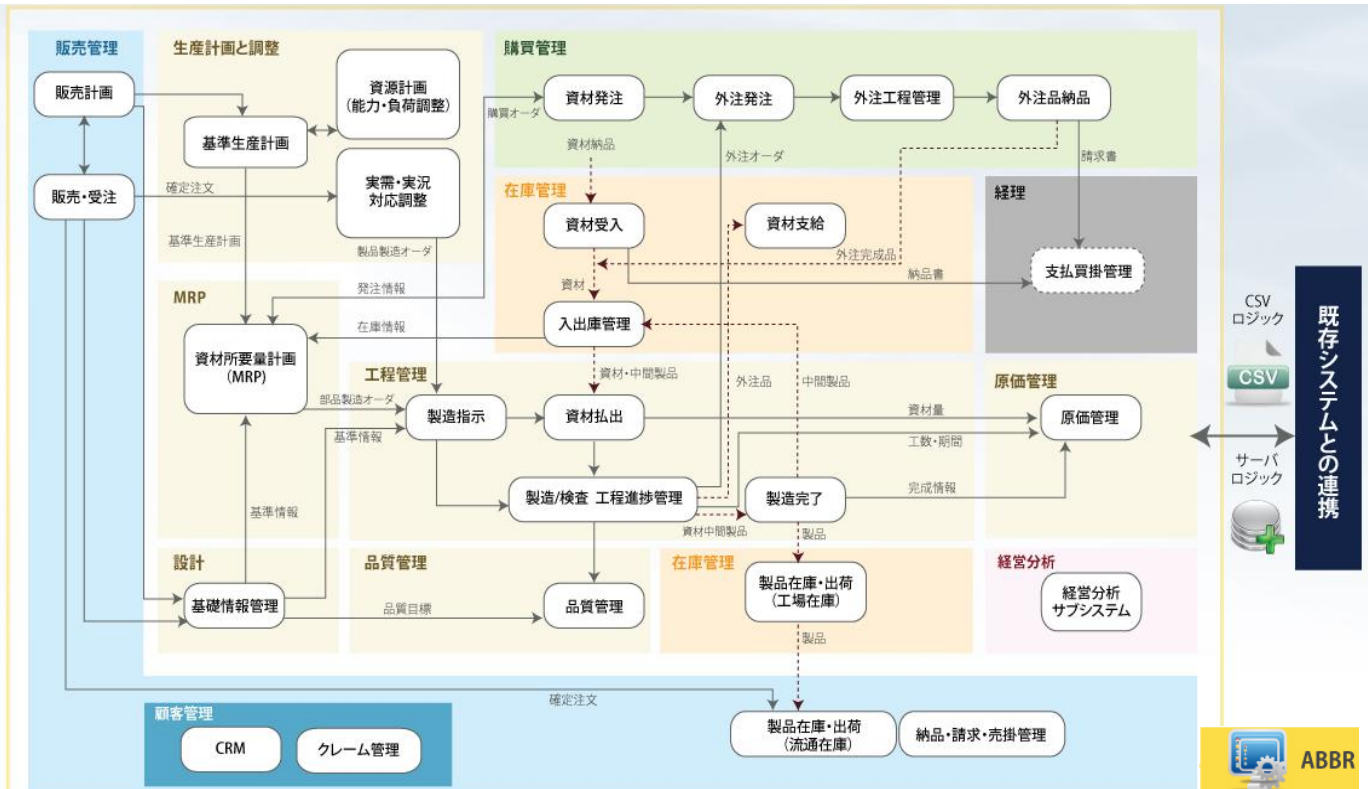 販売管理
販売計画
販売・受注
生産計画と調整
資源計画
(能力・負荷調整)
基準生産計画
実需・実況
対応調整
確定注文
基準生産計画
製品製造オーダ
購買管理
購買オーダ
資材発注
外注発注
外注工程管理
外注品納品
資材納品
外注オーダ
請求書
在庫管理
資材受入
資材支給
外注完成品
資材
納品書
入出庫管理
経理
支払買掛管理
MRP
発注情報
在庫情報
資材所要量計画
(MRP)
部品製造オーダ
基準情報
基準情報
工程管理
資材・中間製品
外注品
中間製品
製造指示
資材払出
資材量
工数・期間
製造/検査 工程進捗管理
製造完了
完成情報
資材中間製品
製品
原価管理
原価管理
設計
基礎情報管理
品質管理
品質目標
品質管理
在庫管理
製品在庫・出荷
(工場在庫)
製品
経営分析
経営分析
サブシステム
確定注文
顧客管理
CRM
クレーム管理
製品在庫・出荷
(流通在庫)
納品・請求・売掛管理
CSV
ロジック
CSV
サーバ
ロジック
既存システムとの連携
ABBR